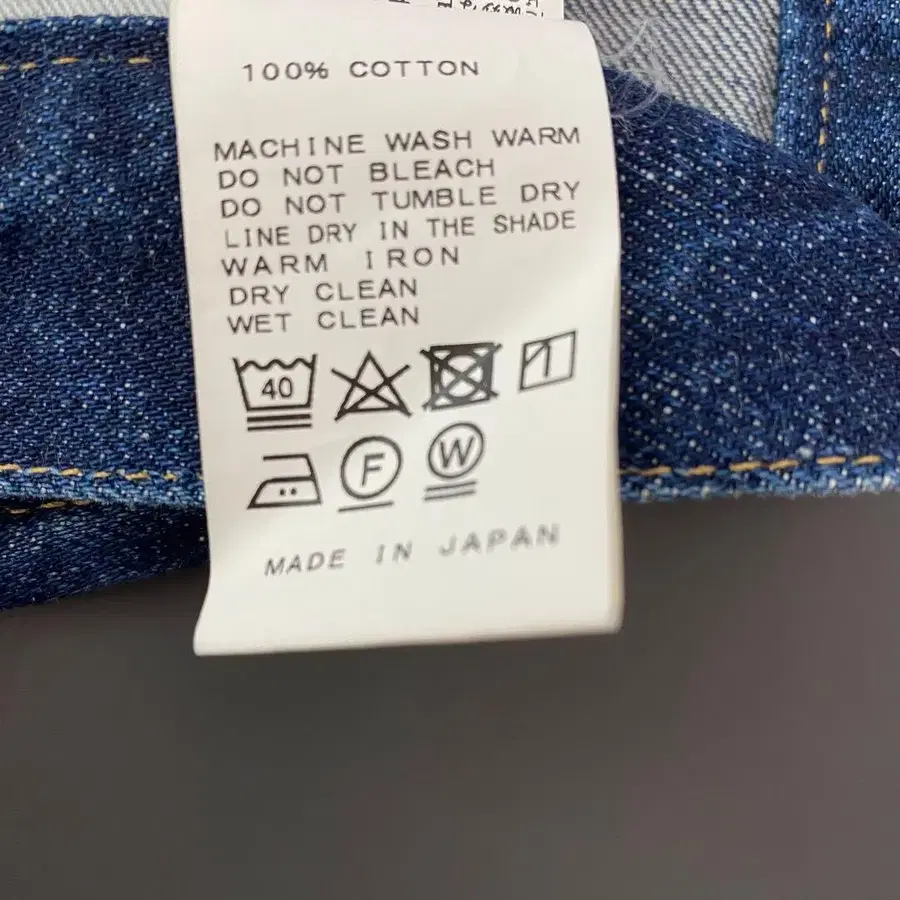 100% COTTON
MACHINE WASH WARM
DO NOT BLEACH
DO NOT TUMBLE DRY
LINE DRY IN THE SHADE
WARM IRON
DRY CLEAN
WET CLEAN
40
F W
MADE IN JAPAN